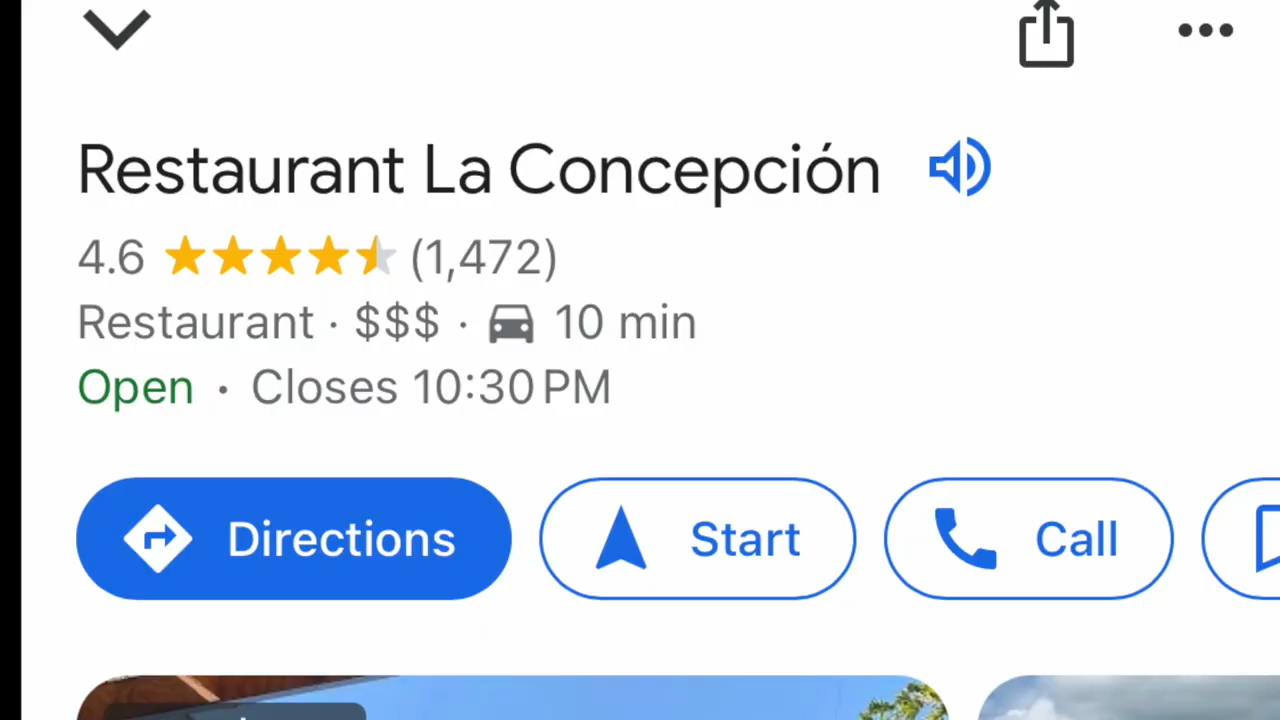 Restaurant La Concepción
4.6 (1,472)
Restaurant · $$$ · 10 min
Open · Closes 10:30 PM
Directions
Start
Call